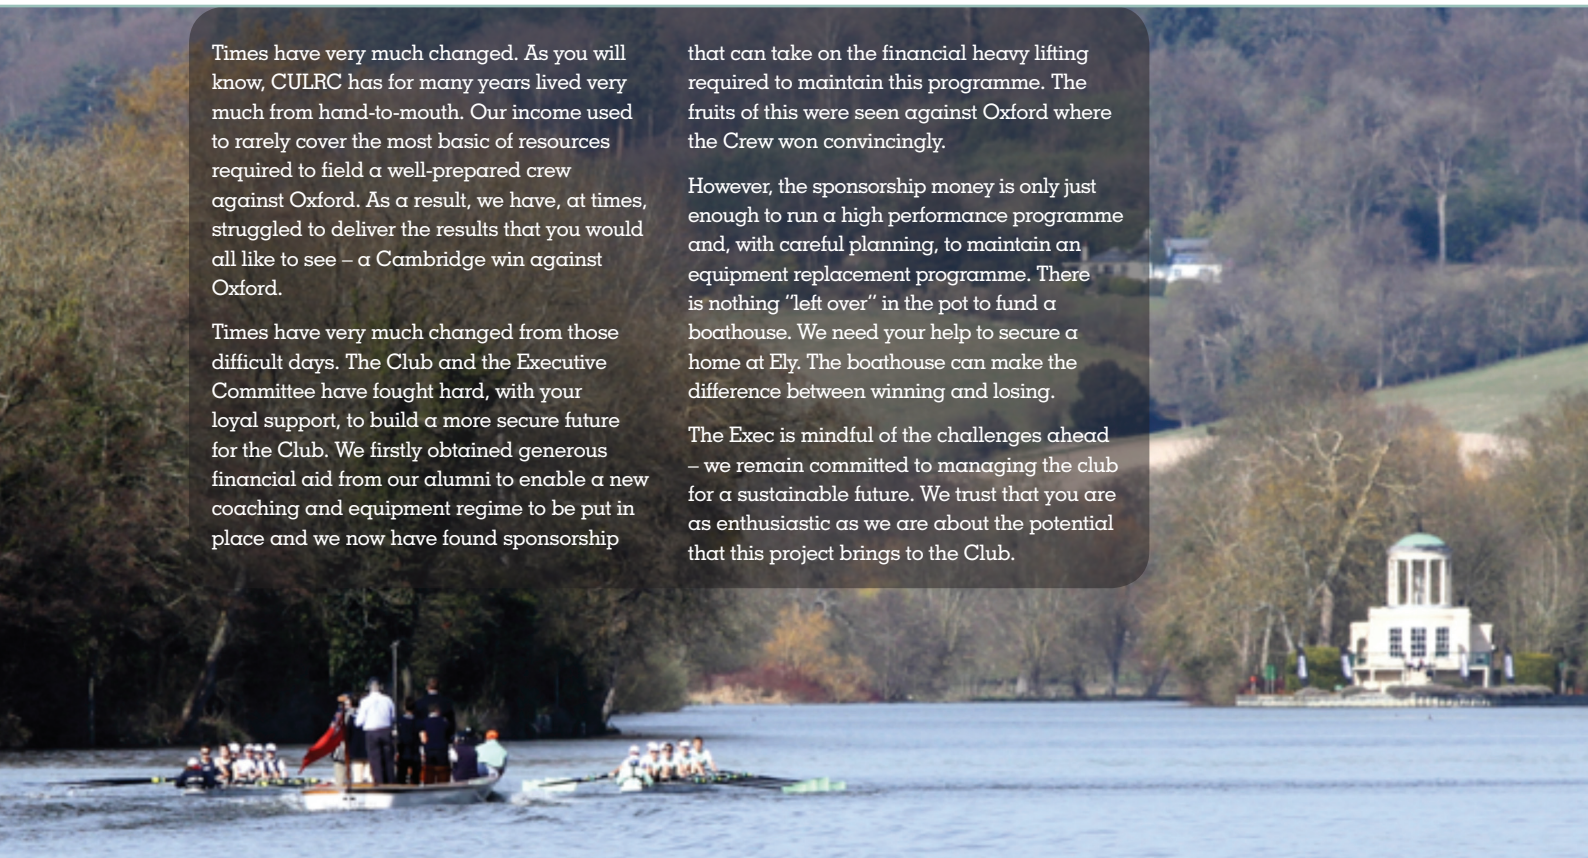 Times have very much changed. As you will
know, CULRC has for many years lived very
much from hand-to-mouth. Our income used
to rarely cover the most basic of resources
required to field a well-prepared crew
against Oxford. As a result, we have, at times,
struggled to deliver the results that you would
all like to see – a Cambridge win against
Oxford.
Times have very much changed from those
difficult days. The Club and the Executive
Committee have fought hard, with your
loyal support, to build a more secure future
for the Club. We firstly obtained generous
financial aid from our alumni to enable a new
coaching and equipment regime to be put in
place and we now have found sponsorship
that can take on the financial heavy lifting
required to maintain this programme. The
fruits of this were seen against Oxford where
the Crew won convincingly.
However, the sponsorship money is only just
enough to run a high performance programme
and, with careful planning, to maintain an
equipment replacement programme. There
is nothing “left over” in the pot to fund a
boathouse. We need your help to secure a
home at Ely. The boathouse can make the
difference between winning and losing.
The Exec is mindful of the challenges ahead
– we remain committed to managing the club
for a sustainable future. We trust that you are
as enthusiastic as we are about the potential
that this project brings to the Club.